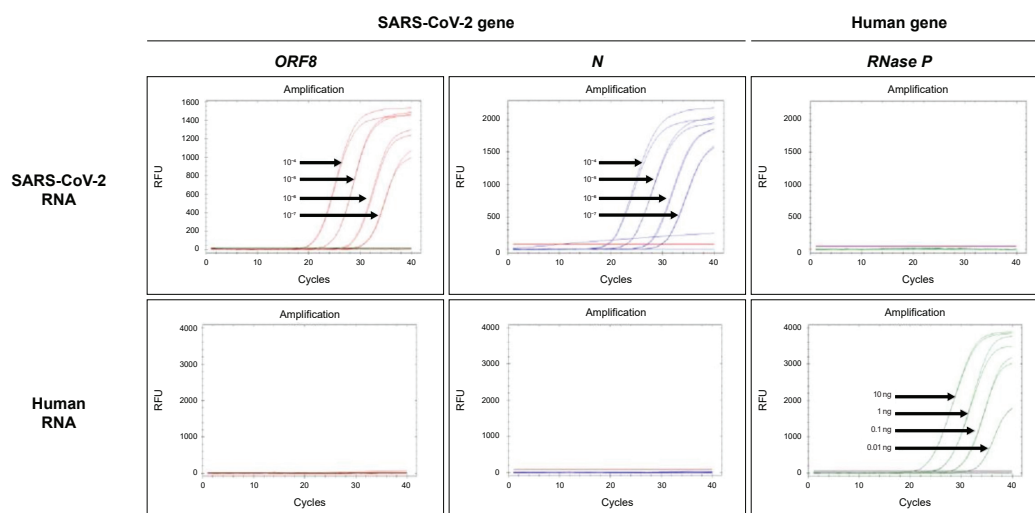 SARS-CoV-2 gene
Human gene
ORF8
N
RNase P
SARS-CoV-2
RNA
Amplification
RFU
1600
1400
1200
1000
800
600
400
200
0
10⁻⁴
10⁻⁵
10⁻⁶
10⁻⁷
0
10
20
30
40
Cycles
Amplification
RFU
2000
1500
1000
500
0
10⁻⁴
10⁻⁵
10⁻⁶
10⁻⁷
0
10
20
30
40
Cycles
Amplification
RFU
2000
1500
1000
500
0
0
10
20
30
40
Cycles
Human
RNA
Amplification
RFU
4000
3000
2000
1000
0
0
10
20
30
40
Cycles
Amplification
RFU
4000
3000
2000
1000
0
0
10
20
30
40
Cycles
Amplification
RFU
4000
3000
2000
1000
0
10 ng
1 ng
0.1 ng
0.01 ng
0
10
20
30
40
Cycles